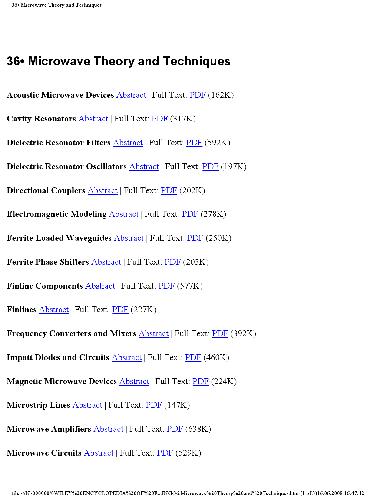 36• Microwave Theory and Techniques
36• Microwave Theory and Techniques
Acoustic Microwave Devices Abstract | Full Text: PDF (162K)
Cavity Resonators Abstract | Full Text: PDF (317K)
Dielectric Resonator Filters Abstract | Full Text: PDF (592K)
Dielectric Resonator Oscillators Abstract | Full Text: PDF (197K)
Directional Couplers Abstract | Full Text: PDF (202K)
Electromagnetic Modeling Abstract | Full Text: PDF (278K)
Ferrite Loaded Waveguides Abstract | Full Text: PDF (250K)
Ferrite Phase Shifters Abstract | Full Text: PDF (205K)
Finline Components Abstract | Full Text: PDF (577K)
Finlines Abstract | Full Text: PDF (227K)
Frequency Converters and Mixers Abstract | Full Text: PDF (392K)
Impatt Diodes and Circuits Abstract | Full Text: PDF (460K)
Magnetic Microwave Devices Abstract | Full Text: PDF (224K)
Microstrip Lines Abstract | Full Text: PDF (147K)
Microwave Amplifiers Abstract | Full Text: PDF (638K)
Microwave Circuits Abstract | Full Text: PDF (529K)